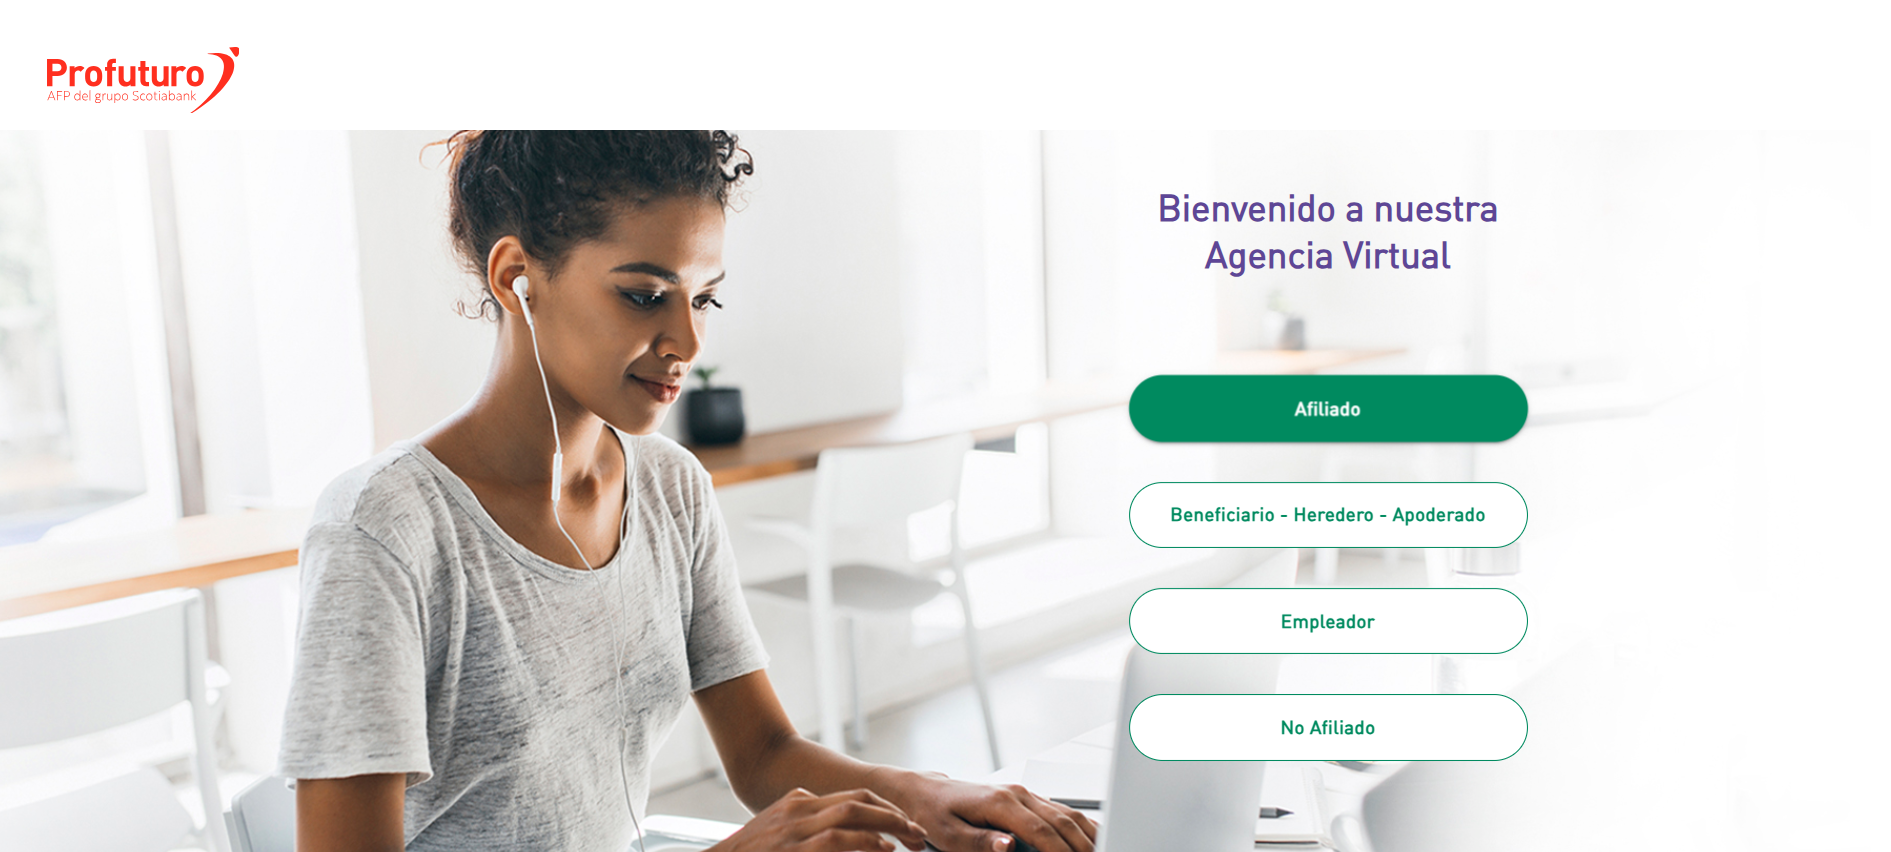 Profuturo
AFP del grupo Scotiabank
Bienvenido a nuestra
Agencia Virtual
Afiliado
Beneficiario - Heredero - Apoderado
Empleador
No Afiliado